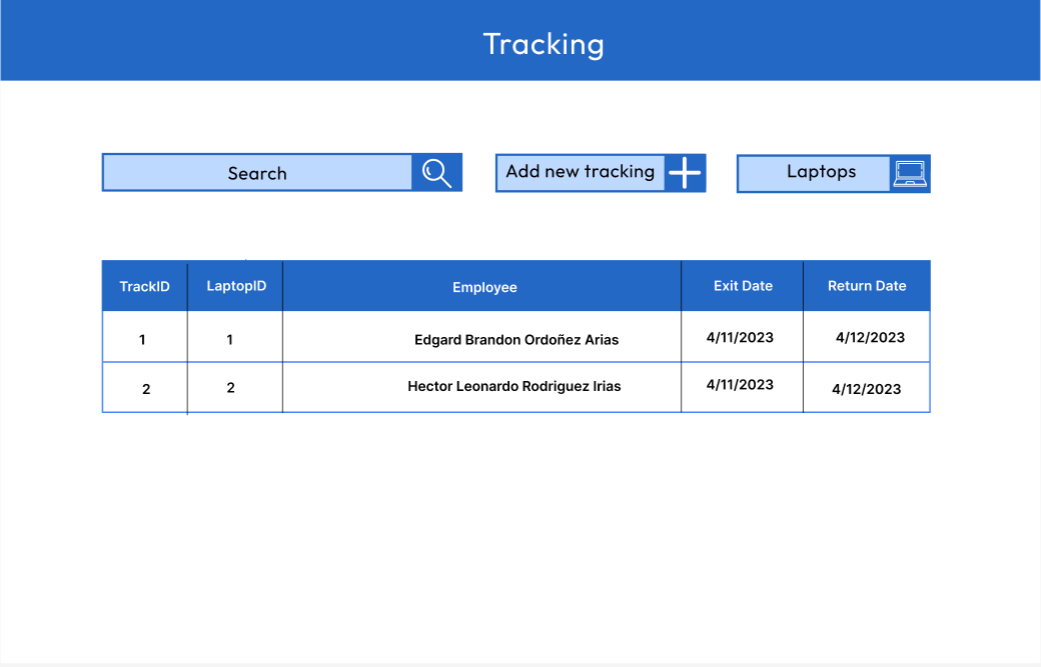 Tracking
Search
Add new tracking
Laptops
TrackID LaptopID Employee Exit Date Return Date
1 1 Edgard Brandon Ordoñez Arias 4/11/2023 4/12/2023
2 2 Hector Leonardo Rodriguez Irias 4/11/2023 4/12/2023